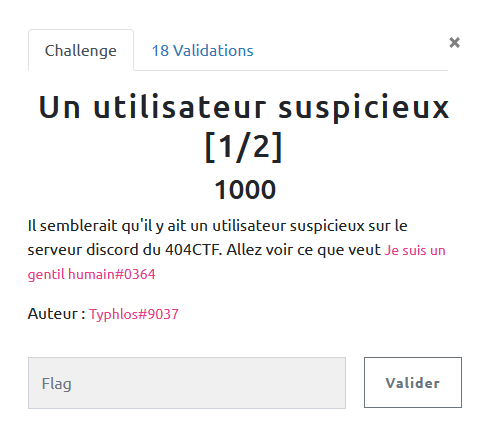 Challenge
18 Validations
×
Un utilisateur suspicieux
[1/2]
1000
Il semblerait qu'il y ait un utilisateur suspicieux sur le
serveur discord du 404CTF. Allez voir ce que veut Je suis un
gentil humain#0364
Auteur : Typhlos#9037
Flag
Valider